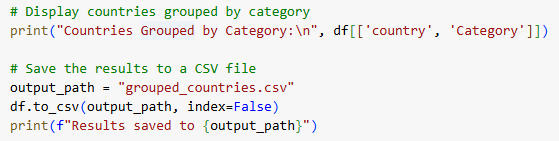 # Display countries grouped by category
print("Countries Grouped by Category:\n", df[['country', 'Category']])
# Save the results to a CSV file
output_path = "grouped_countries.csv"
df.to_csv(output_path, index=False)
print(f"Results saved to {output_path}")